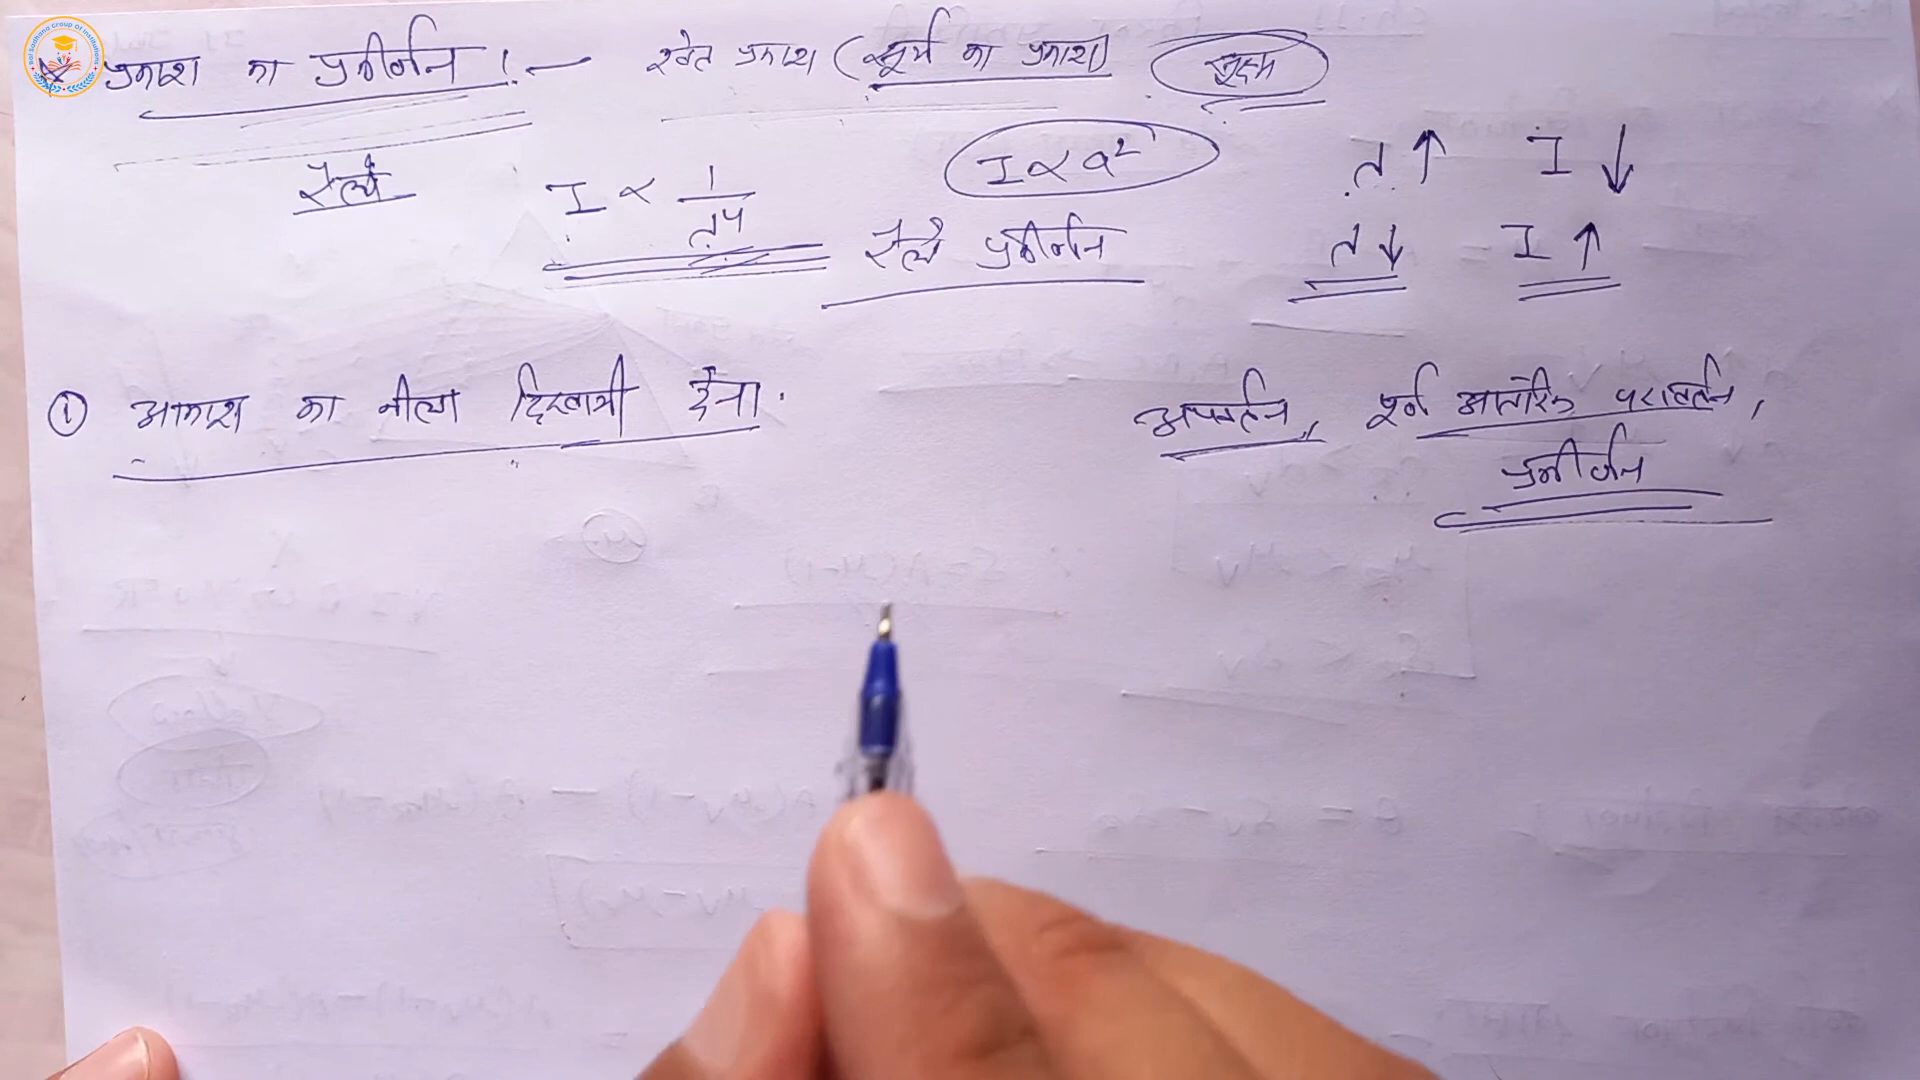 प्रकाश का प्रकीर्णन :— श्वेत प्रकाश (सूर्य का प्रकाश) सूक्ष्म
रैले I ∝ 1/λ⁴ I ∝ a² λ↑ I↓
रैले प्रकीर्णन λ↓ I↑
① आकाश का नीला दिखायी देना . अपवर्तन, पूर्ण आंतरिक परावर्तन,
प्रकीर्णन